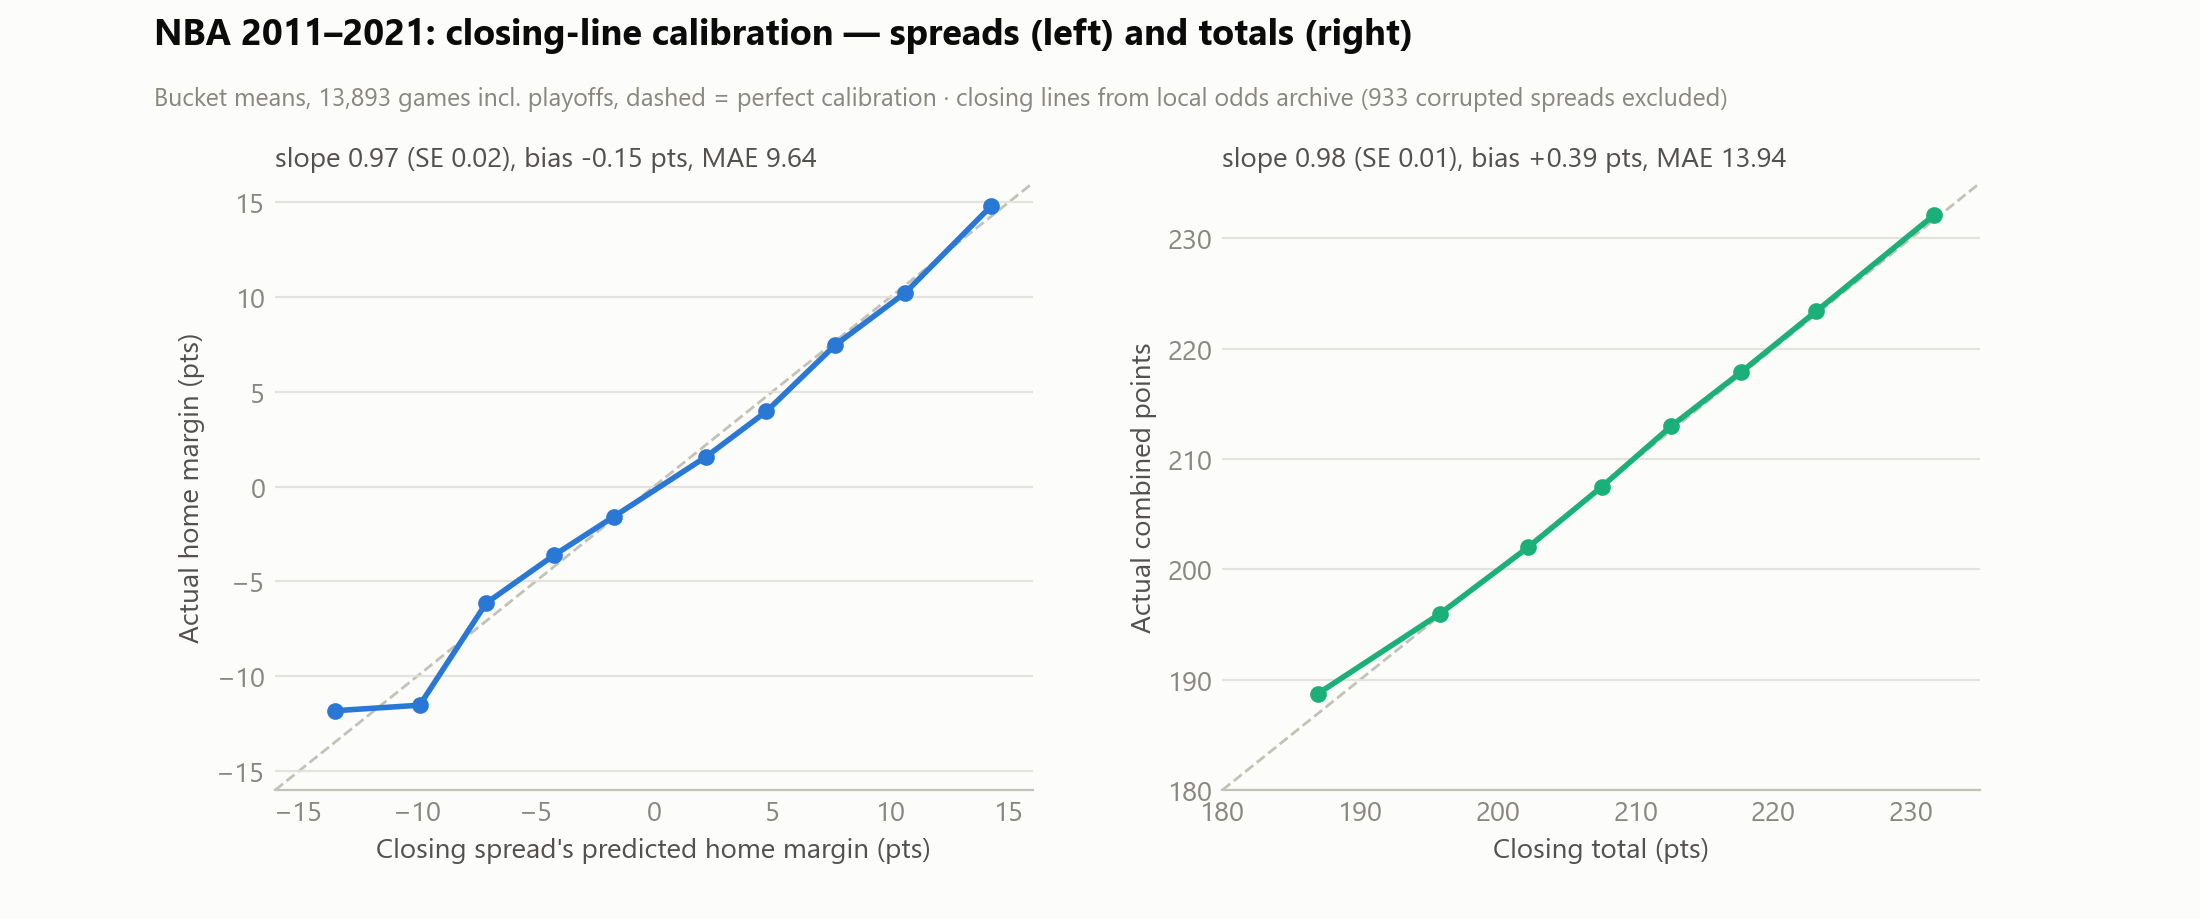 NBA 2011–2021: closing-line calibration — spreads (left) and totals (right)
Bucket means, 13,893 games incl. playoffs, dashed = perfect calibration · closing lines from local odds archive (933 corrupted spreads excluded)
slope 0.97 (SE 0.02), bias -0.15 pts, MAE 9.64
15
10
5
0
−5
−10
−15
Actual home margin (pts)
−15 −10 −5 0 5 10 15
Closing spread's predicted home margin (pts)
slope 0.98 (SE 0.01), bias +0.39 pts, MAE 13.94
230
220
210
200
190
180
Actual combined points
180 190 200 210 220 230
Closing total (pts)